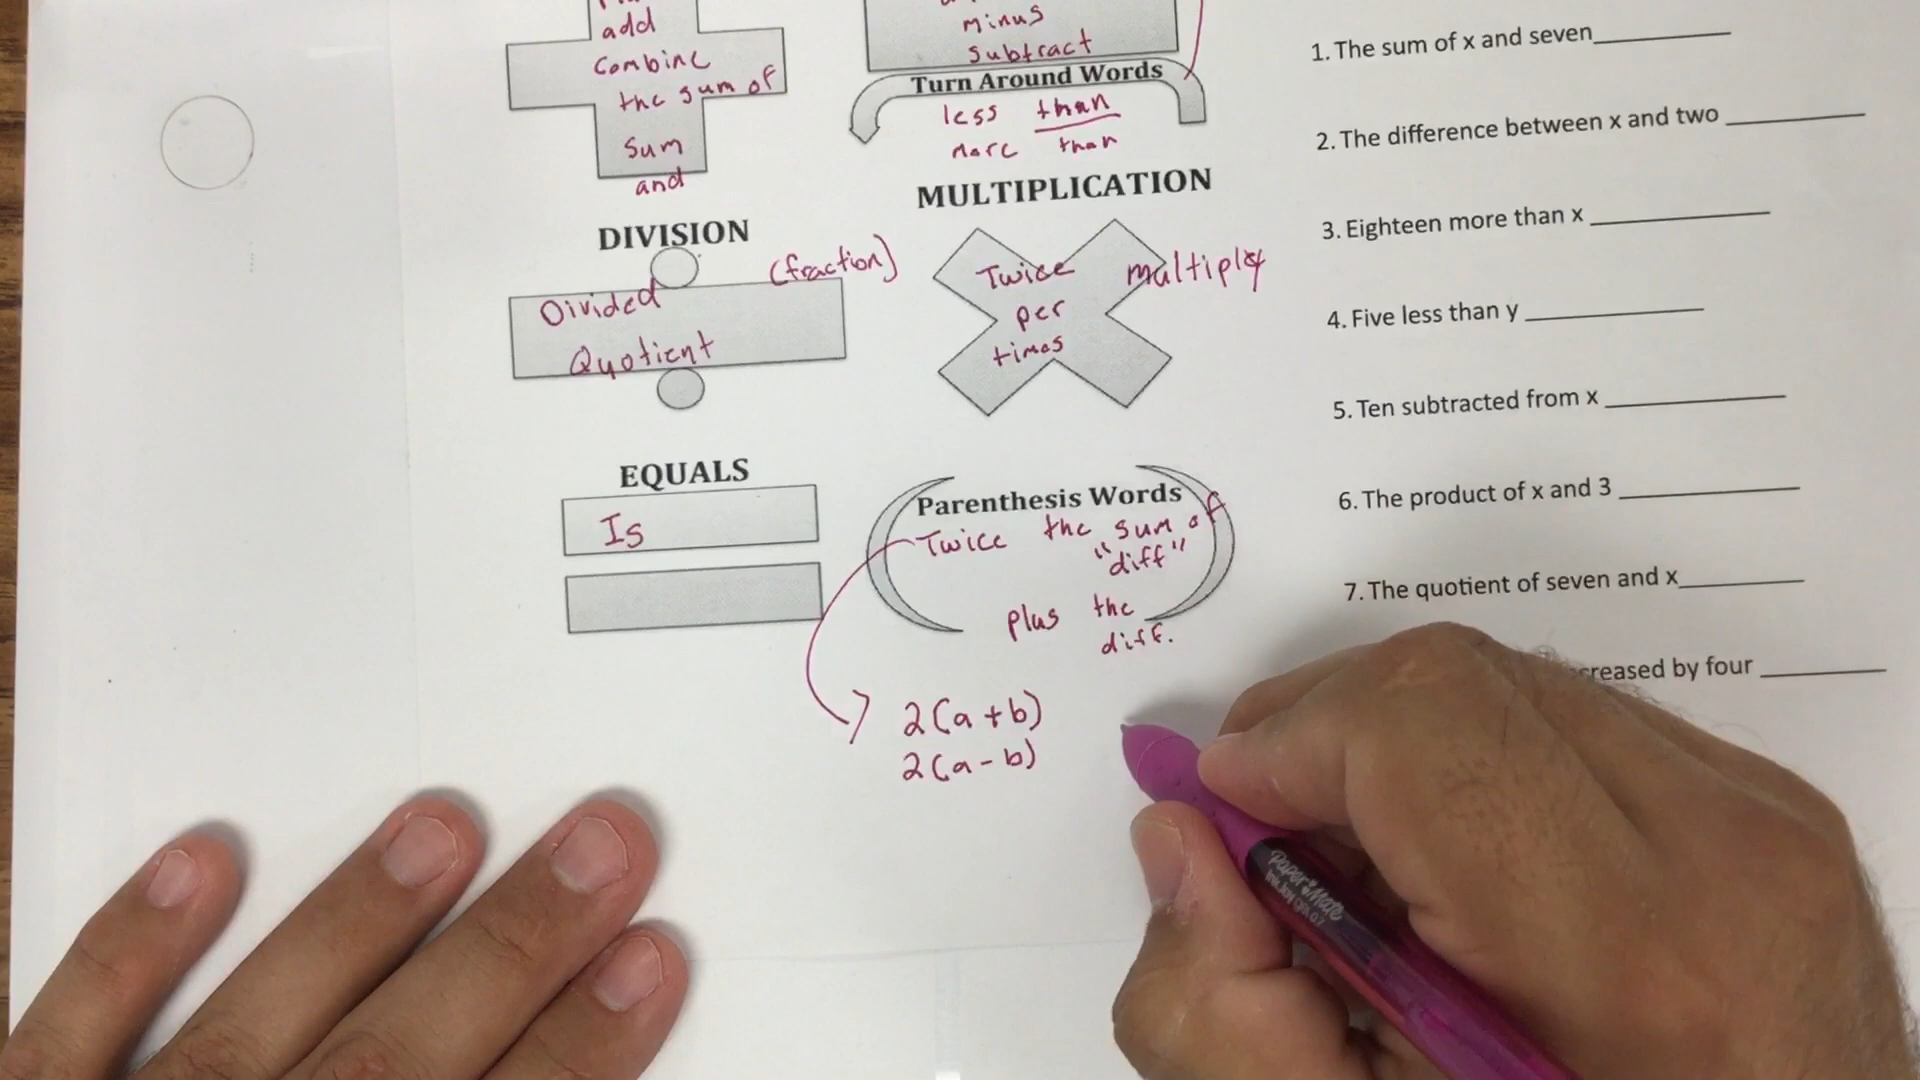 add
combine
the sum of
sum
and
minus
subtract
Turn Around Words
less than
more than
DIVISION
(fraction)
Divided
Quotient
MULTIPLICATION
Twice
multiply
per
times
EQUALS
Is
Parenthesis Words
Twice the sum of
"diff"
plus the
diff.
2(a+b)
2(a-b)
1. The sum of x and seven
2. The difference between x and two
3. Eighteen more than x
4. Five less than y
5. Ten subtracted from x
6. The product of x and 3
7. The quotient of seven and x
creased by four
Paper Mate